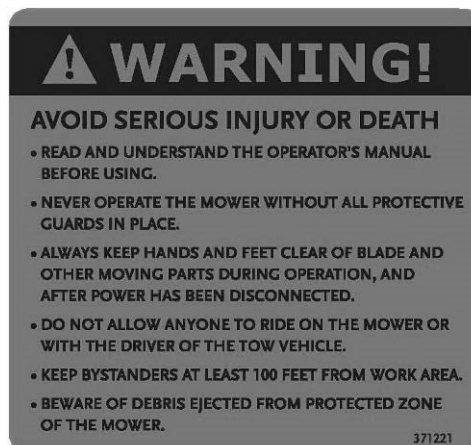 WARNING!
AVOID SERIOUS INJURY OR DEATH
• READ AND UNDERSTAND THE OPERATOR'S MANUAL
BEFORE USING.
• NEVER OPERATE THE MOWER WITHOUT ALL PROTECTIVE
GUARDS IN PLACE.
• ALWAYS KEEP HANDS AND FEET CLEAR OF BLADE AND
OTHER MOVING PARTS DURING OPERATION, AND
AFTER POWER HAS BEEN DISCONNECTED.
• DO NOT ALLOW ANYONE TO RIDE ON THE MOWER OR
WITH THE DRIVER OF THE TOW VEHICLE.
• KEEP BYSTANDERS AT LEAST 100 FEET FROM WORK AREA.
• BEWARE OF DEBRIS EJECTED FROM PROTECTED ZONE
OF THE MOWER.
371221